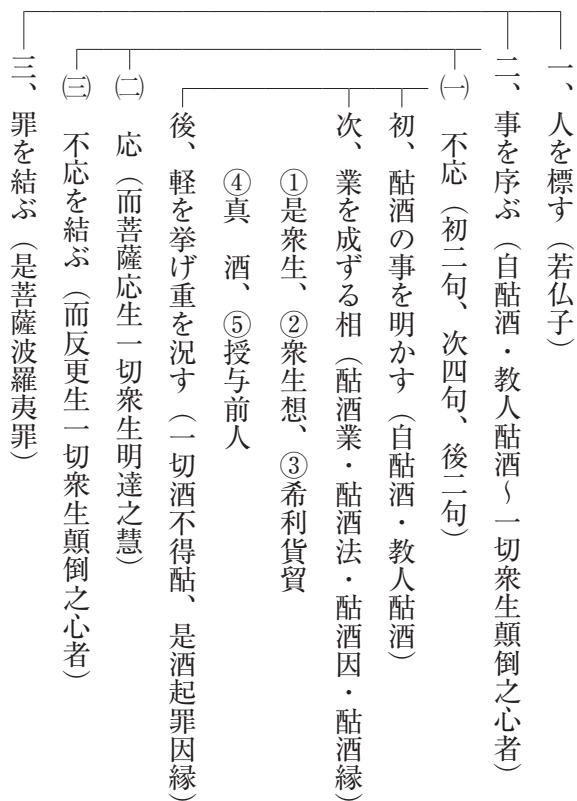 一、人を標す（若仏子）
二、事を序ぶ（自酤酒・教人酤酒～一切衆生顛倒之心者）
㈠　不応（初二句、次四句、後二句）
初、酤酒の事を明かす（自酤酒・教人酤酒）
次、業を成ずる相（酤酒業・酤酒法・酤酒因・酤酒縁）
①是衆生、②衆生想、③希利貨貿
④真　酒、⑤授与前人
後、軽を挙げ重を況す（一切酒不得酤、是酒起罪因縁）
㈡　応（而菩薩応生一切衆生明達之慧）
㈢　不応を結ぶ（而反更生一切衆生顛倒之心者）
三、罪を結ぶ（是菩薩波羅夷罪）